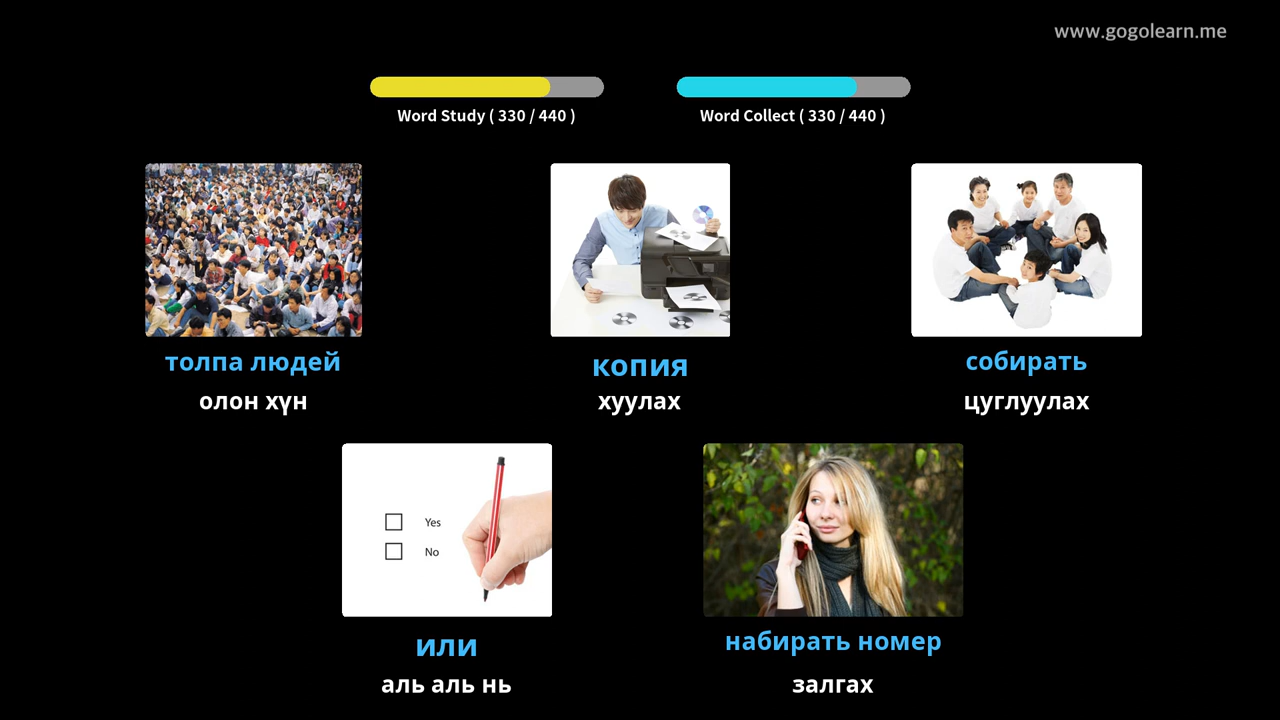 www.gogolearn.me
Word Study ( 330 / 440 )
Word Collect ( 330 / 440 )
толпа людей
олон хүн
копия
хуулах
собирать
цуглуулах
Yes
No
или
аль аль нь
набирать номер
залгах